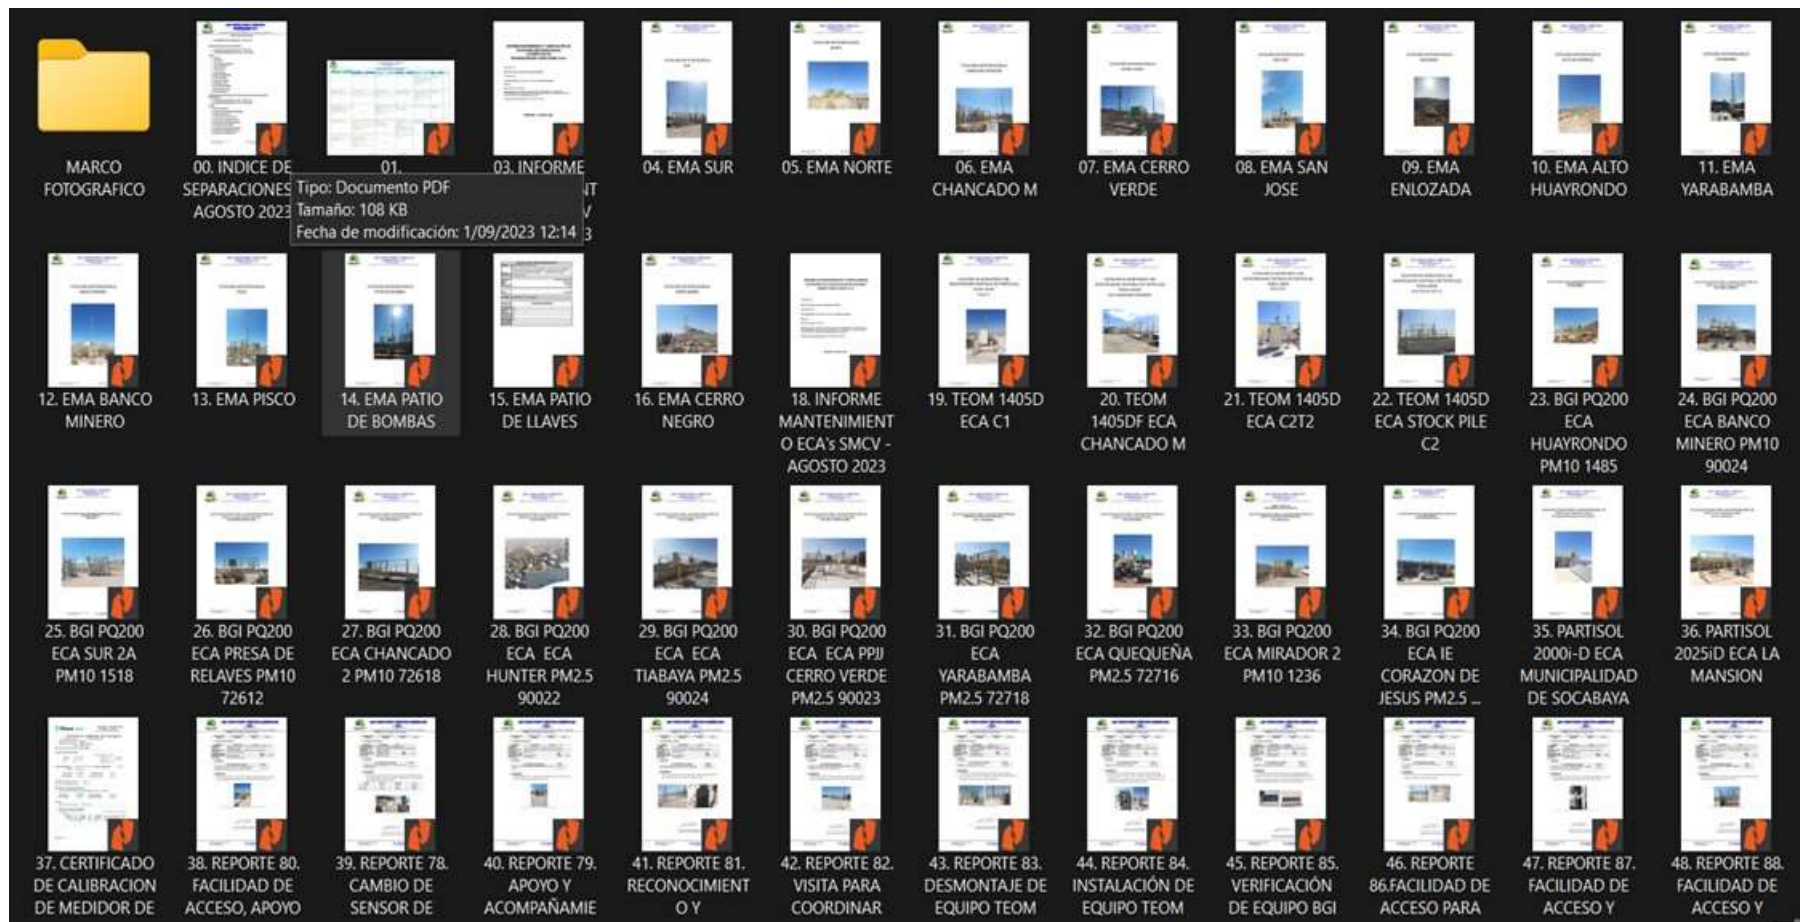 MARCO
FOTOGRAFICO
00. INDICE DE
SEPARACIONES
AGOSTO 2023
01.
03. INFORME
Tipo: Documento PDF
Tamaño: 108 KB
Fecha de modificación: 1/09/2023 12:14
04. EMA SUR
05. EMA NORTE
06. EMA
CHANCADO M
07. EMA CERRO
VERDE
08. EMA SAN
JOSE
09. EMA
ENLOZADA
10. EMA ALTO
HUAYRONDO
11. EMA
YARABAMBA
12. EMA BANCO
MINERO
13. EMA PISCO
14. EMA PATIO
DE BOMBAS
15. EMA PATIO
DE LLAVES
16. EMA CERRO
NEGRO
18. INFORME
MANTENIMIENT
O ECA's SMCV -
AGOSTO 2023
19. TEOM 1405D
ECA C1
20. TEOM
1405DF ECA
CHANCADO M
21. TEOM 1405D
ECA C2T2
22. TEOM 1405D
ECA STOCK PILE
C2
23. BGI PQ200
ECA
HUAYRONDO
PM10 1485
24. BGI PQ200
ECA BANCO
MINERO PM10
90024
25. BGI PQ200
ECA SUR 2A
PM10 1518
26. BGI PQ200
ECA PRESA DE
RELAVES PM10
72612
27. BGI PQ200
ECA CHANCADO
2 PM10 72618
28. BGI PQ200
ECA ECA
HUNTER PM2.5
90022
29. BGI PQ200
ECA ECA
TIABAYA PM2.5
90024
30. BGI PQ200
ECA ECA PPJJ
CERRO VERDE
PM2.5 90023
31. BGI PQ200
ECA
YARABAMBA
PM2.5 72718
32. BGI PQ200
ECA QUEQUEÑA
PM2.5 72716
33. BGI PQ200
ECA MIRADOR 2
PM10 1236
34. BGI PQ200
ECA IE
CORAZON DE
JESUS PM2.5 ...
35. PARTISOL
2000i-D ECA
MUNICIPALIDAD
DE SOCABAYA
36. PARTISOL
2025iD ECA LA
MANSION
37. CERTIFICADO
DE CALIBRACION
DE MEDIDOR DE
38. REPORTE 80.
FACILIDAD DE
ACCESO, APOYO
39. REPORTE 78.
CAMBIO DE
SENSOR DE
40. REPORTE 79.
APOYO Y
ACOMPAÑAMIE
41. REPORTE 81.
RECONOCIMIENT
O Y
42. REPORTE 82.
VISITA PARA
COORDINAR
43. REPORTE 83.
DESMONTAJE DE
EQUIPO TEOM
44. REPORTE 84.
INSTALACIÓN DE
EQUIPO TEOM
45. REPORTE 85.
VERIFICACIÓN
DE EQUIPO BGI
46. REPORTE
86.FACILIDAD DE
ACCESO PARA
47. REPORTE 87.
FACILIDAD DE
ACCESO Y
48. REPORTE 88.
FACILIDAD DE
ACCESO Y